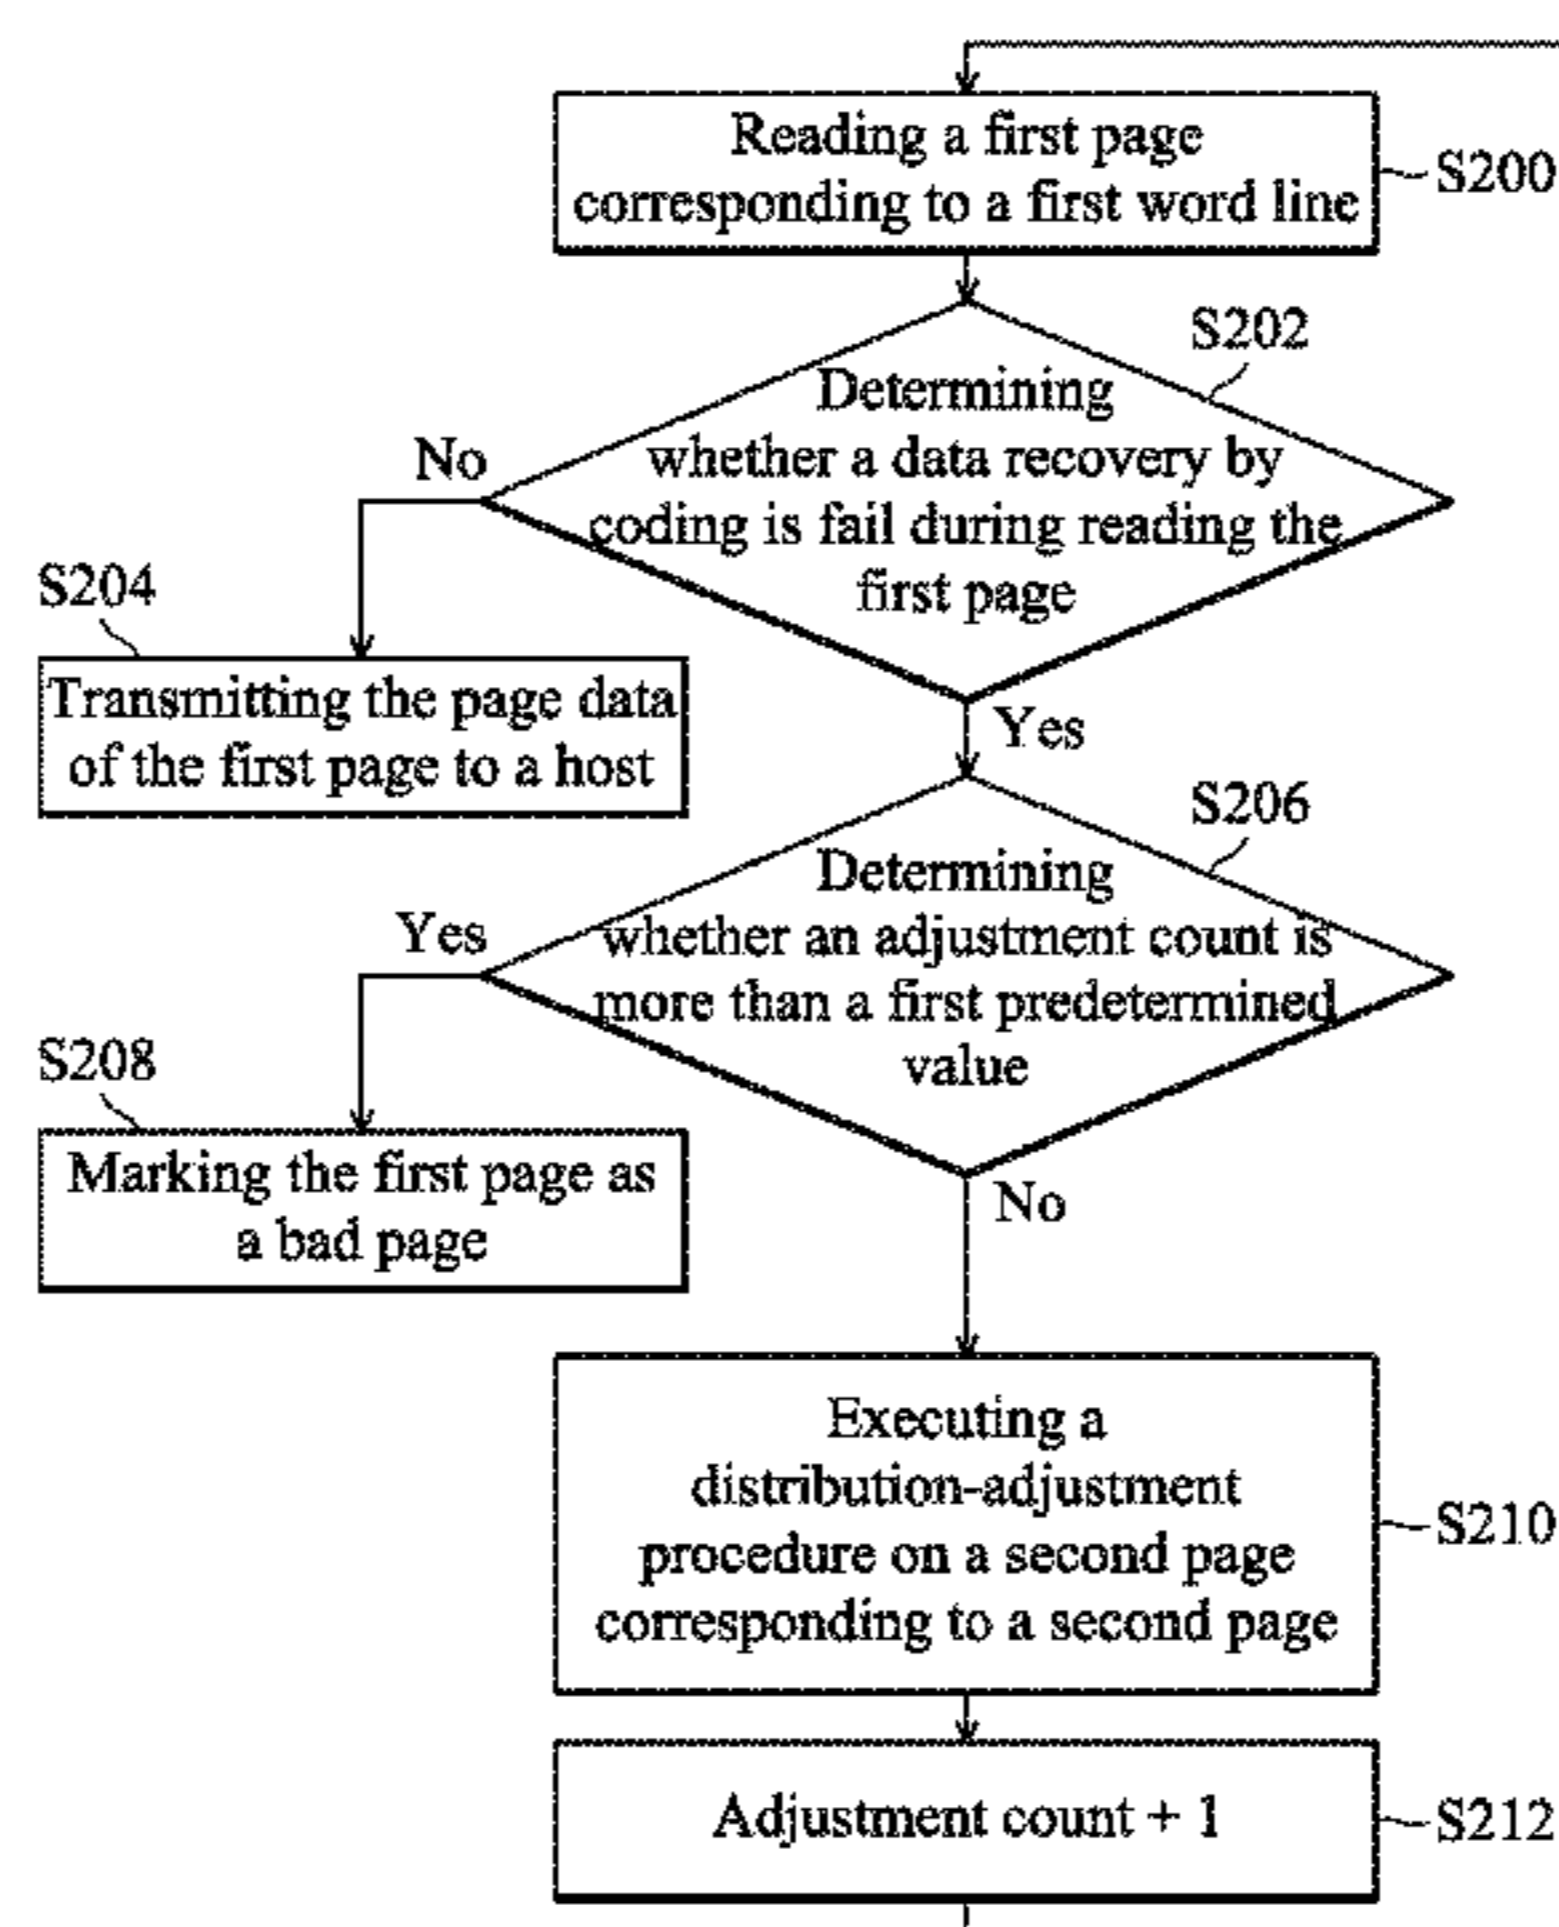 Reading a first page
corresponding to a first word line
S200
S202
Determining
whether a data recovery by
coding is fail during reading the
first page
No
S204
Transmitting the page data
of the first page to a host
Yes
S206
Determining
whether an adjustment count is
more than a first predetermined
value
Yes
S208
Marking the first page as
a bad page
No
Executing a
distribution-adjustment
procedure on a second page
corresponding to a second page
S210
Adjustment count + 1
S212